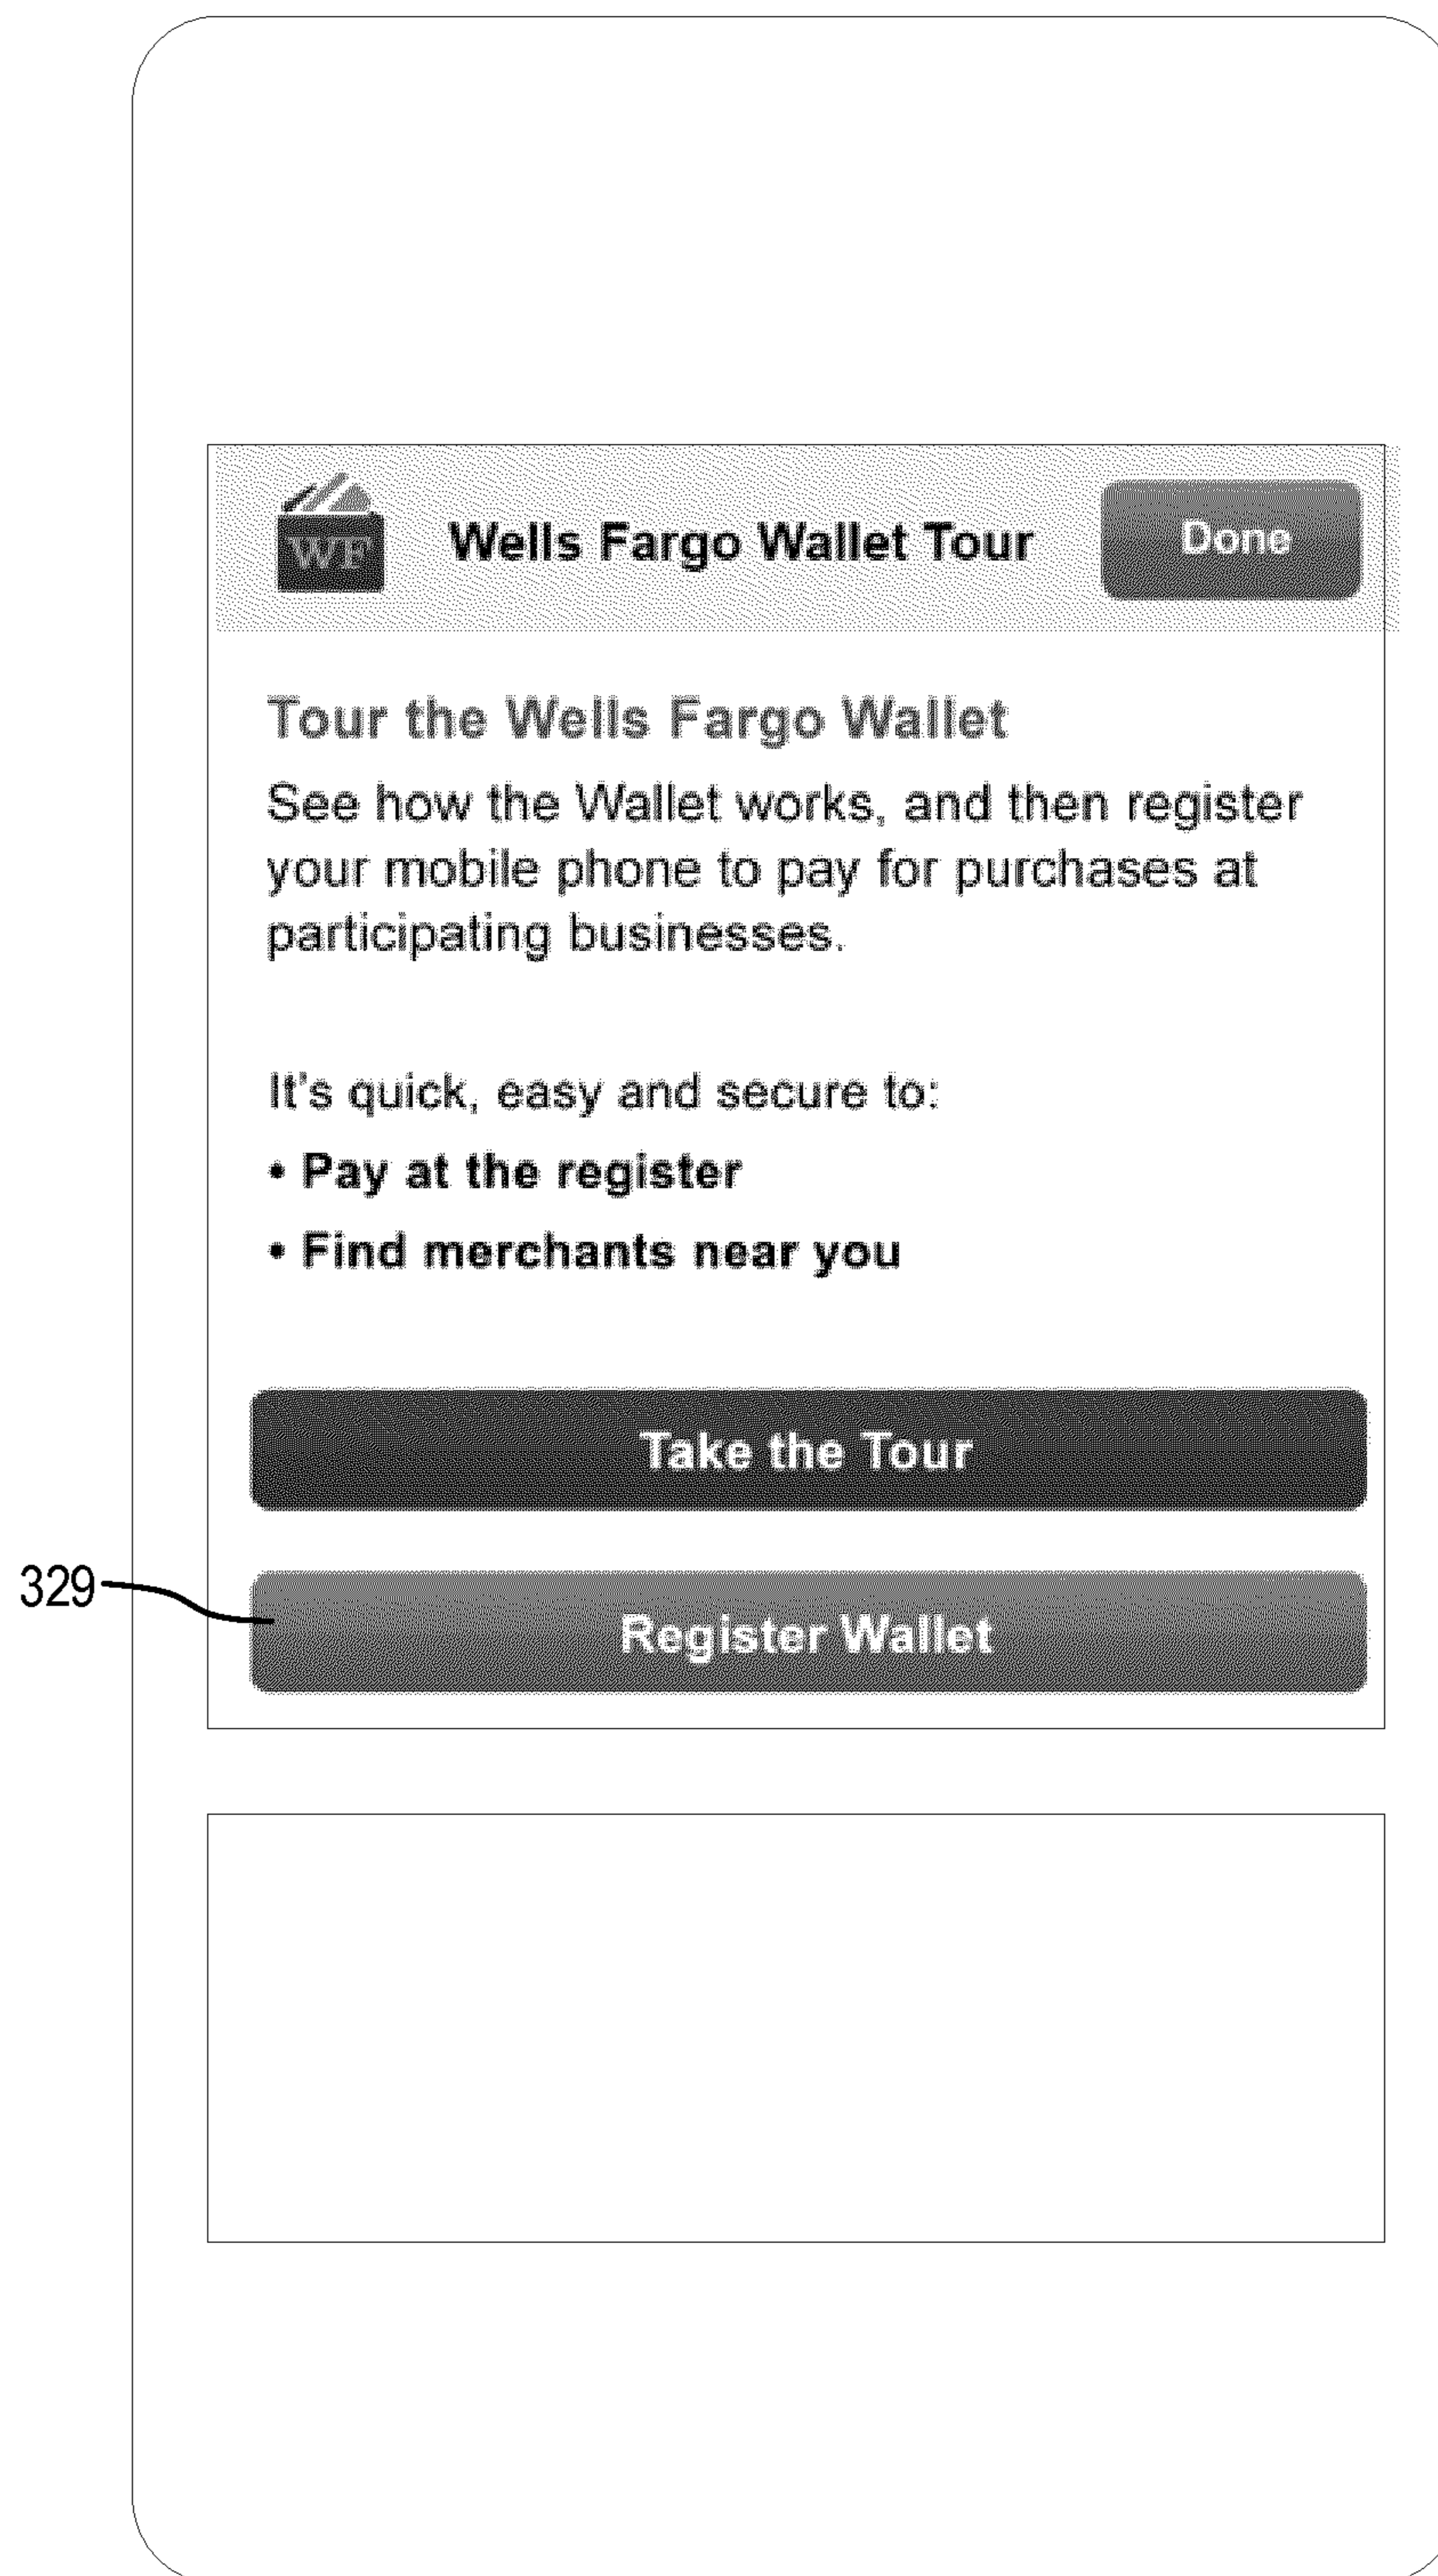 WF
Wells Fargo Wallet Tour
Done
Tour the Wells Fargo Wallet
See how the Wallet works, and then register
your mobile phone to pay for purchases at
participating businesses.
It's quick, easy and secure to:
• Pay at the register
• Find merchants near you
Take the Tour
329
Register Wallet